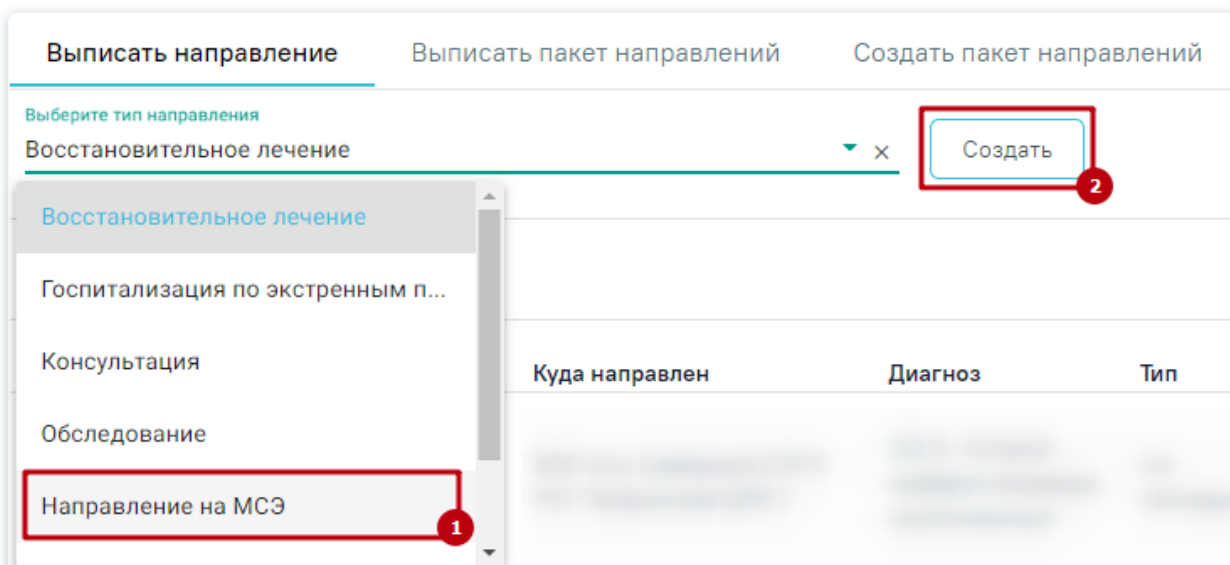 Выписать направление Выписать пакет направлений Создать пакет направлений
Выберите тип направления
Восстановительное лечение
Создать
2
Восстановительное лечение
Госпитализация по экстренным п...
Консультация
Куда направлен Диагноз Тип
Обследование
Направление на МСЭ
1